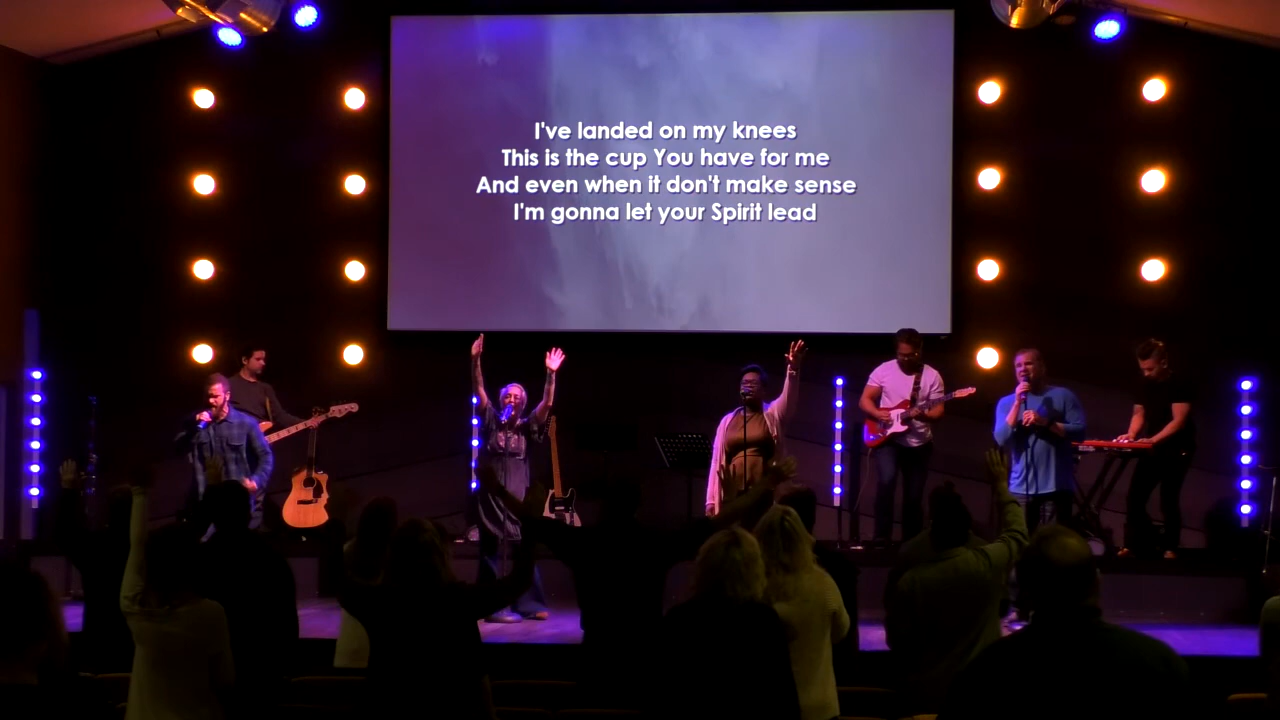 I've landed on my knees
This is the cup You have for me
And even when it don't make sense
I'm gonna let your Spirit lead